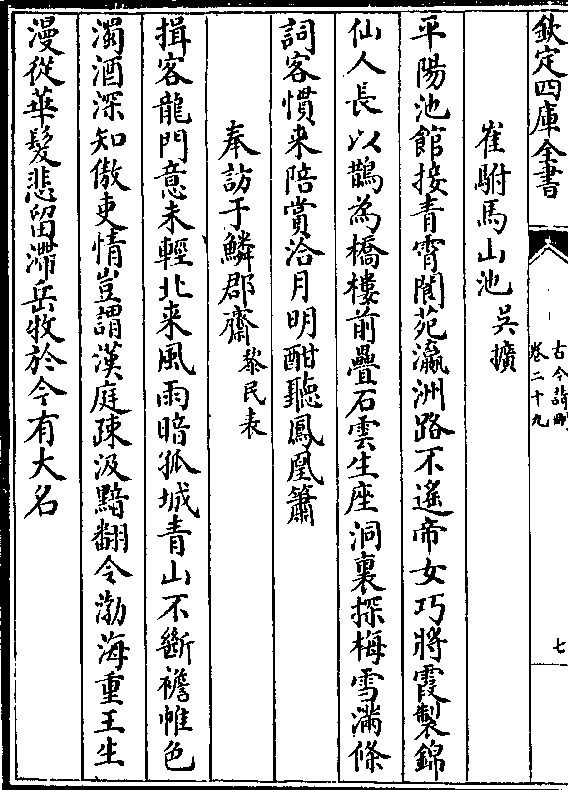 欽定四庫全書
古今詩刪
卷二十九
七
崔駙馬山池
吳擴
平陽池館接青霄閬苑瀛洲路不遙帝女巧將霞製錦
仙人長以鵲為橋樓前疊石雲生座洞裏探梅雪滿條
詞客慣来陪賞洽月明酣聽鳳凰簫
奉訪于鱗郡齋
黎民表
揖客龍門意未輕北来風雨暗孤城青山不斷襜帷色
濁酒深知傲吏情豈謂漢庭疎汲黯翻令渤海重王生
漫從華髮悲留滯岳牧於今有大名